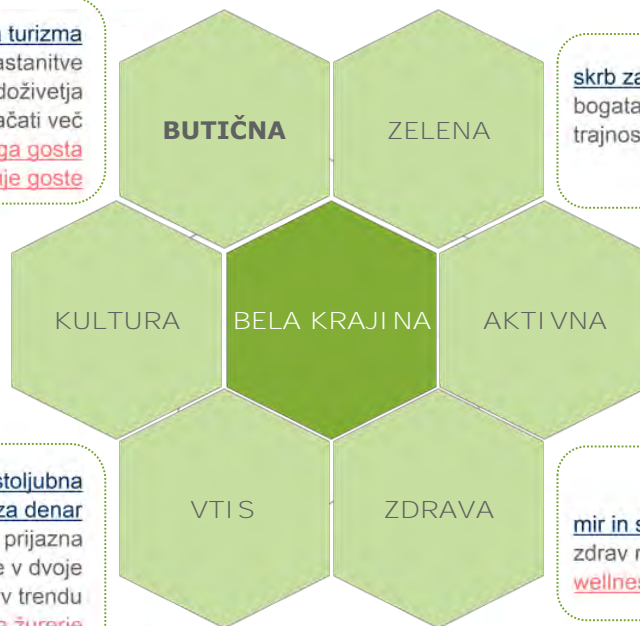 turizma
doživetja
ačati več
ga gosta
je goste
BUTIČNA
ZELENA
skrb za
bogata
trajnos
KULTURA
BELA KRAJINA
AKTIVNA
stoljubna
za denar
prijazna
e v dvoje
v trendu
VTIS
ZDRAVA
mir in s
zdrav
wellnes